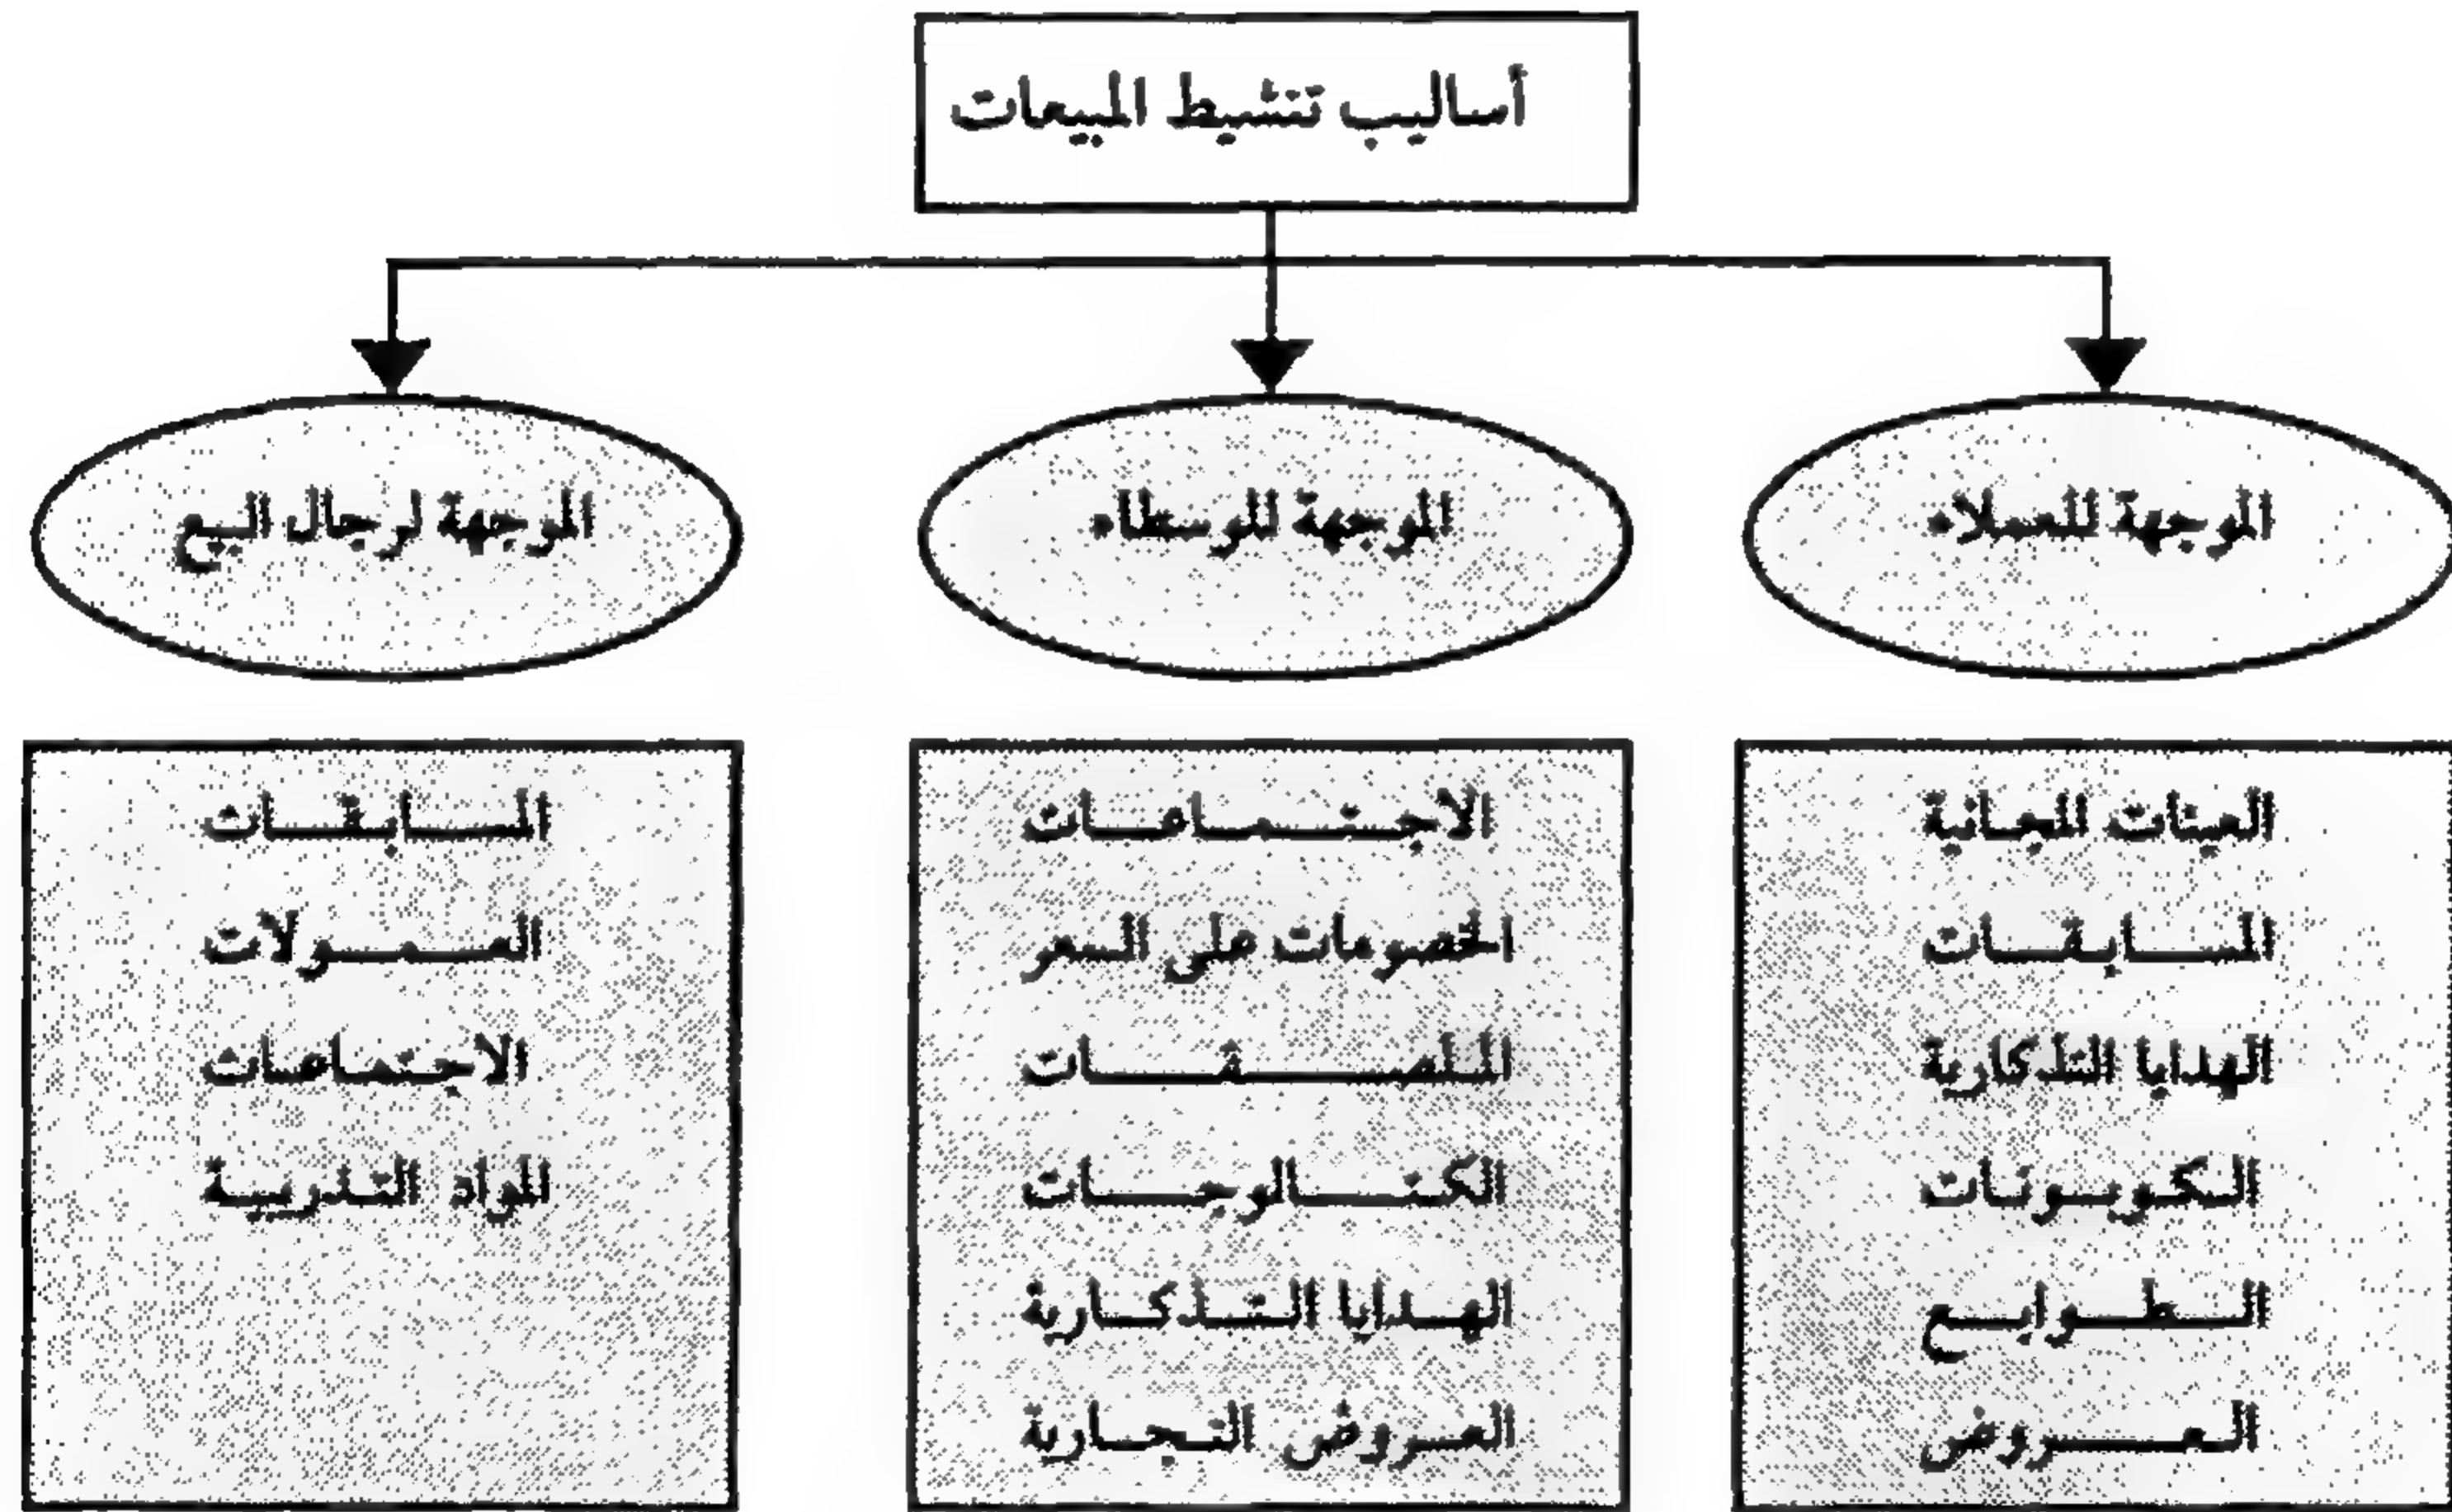 أساليب تنشيط المبيعات
الموجهة للعملاء
الموجهة للوسطاء
الموجهة لرجال البيع
العينات المجانية
المسابقات
الهدايا التذكارية
الكوبونات
الطوابع
العروض
الاجتماعات
الخصومات على السعر
الملصقات
الكتالوجات
الهدايا التذكارية
العروض التجارية
المسابقات
العمولات
الاجتماعات
المواد التدريبية